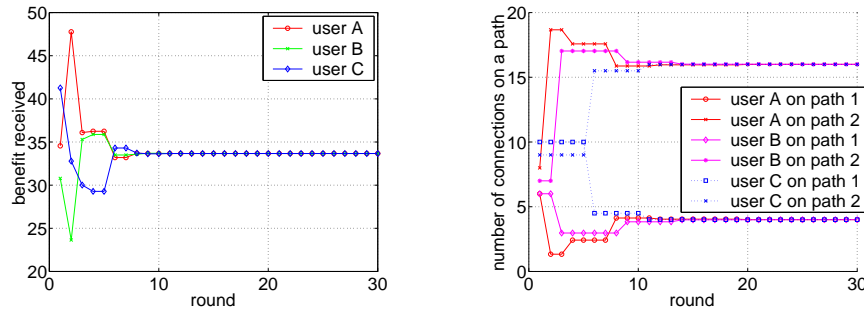 50
45
40
35
30
25
20
0
10
20
30
benefit received
round
user A
user B
user C
20
15
10
5
0
0
10
20
30
number of connections on a path
round
user A on path 1
user A on path 2
user B on path 1
user B on path 2
user C on path 1
user C on path 2